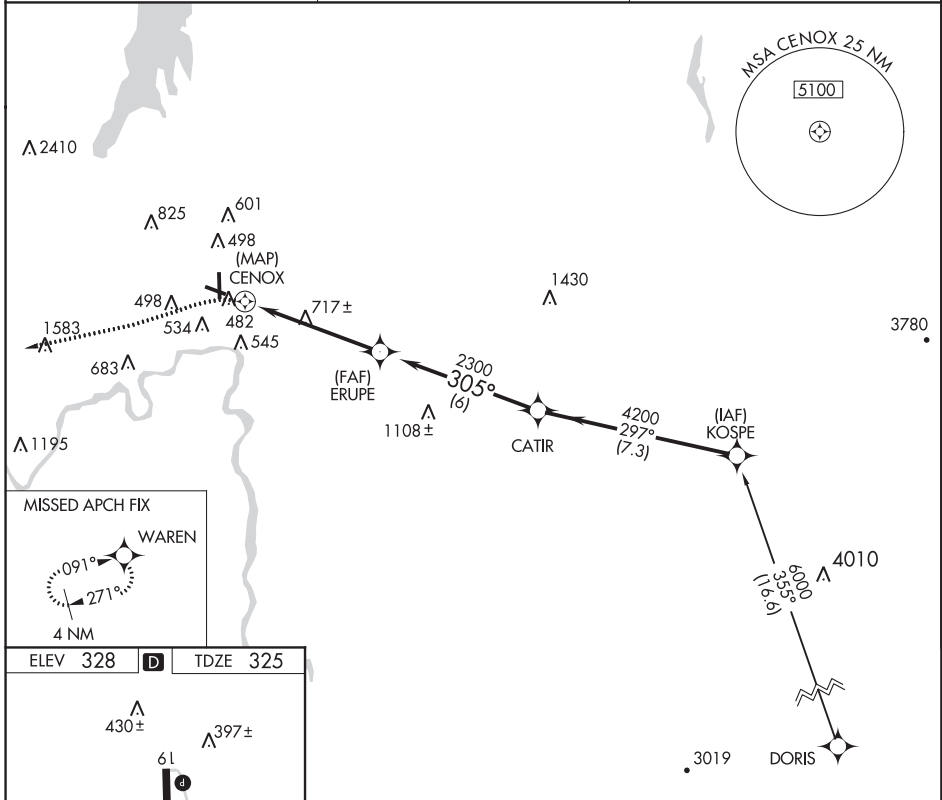 MSA CENOX 25 NM
5100
2410
825
601
498
(MAP)
CENOX
1430
498
717±
1583
534
482
545
3780
683
(FAF)
ERUPE
2300
305°
(6)
4200
297°
(7.3)
(IAF)
KOSPE
1108±
CATIR
1195
MISSED APCH FIX
WAREN
091°
271°
4 NM
6000
355°
(16.6)
4010
ELEV 328
D
TDZE 325
430±
397±
19
P
3019
DORIS